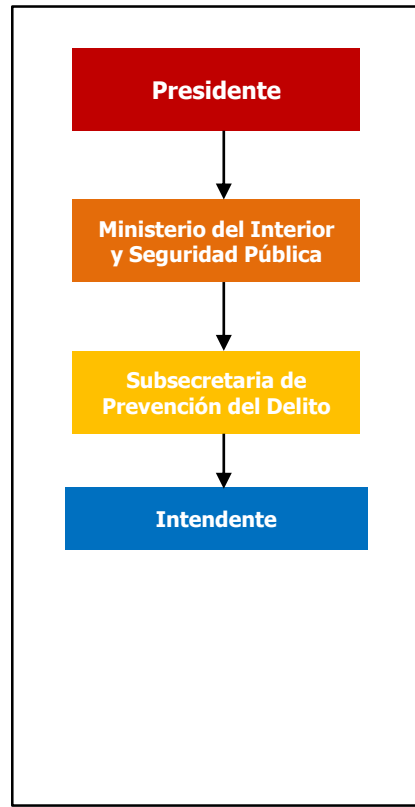 Presidente
Ministerio del Interior
y Seguridad Pública
Subsecretaria de
Prevención del Delito
Intendente